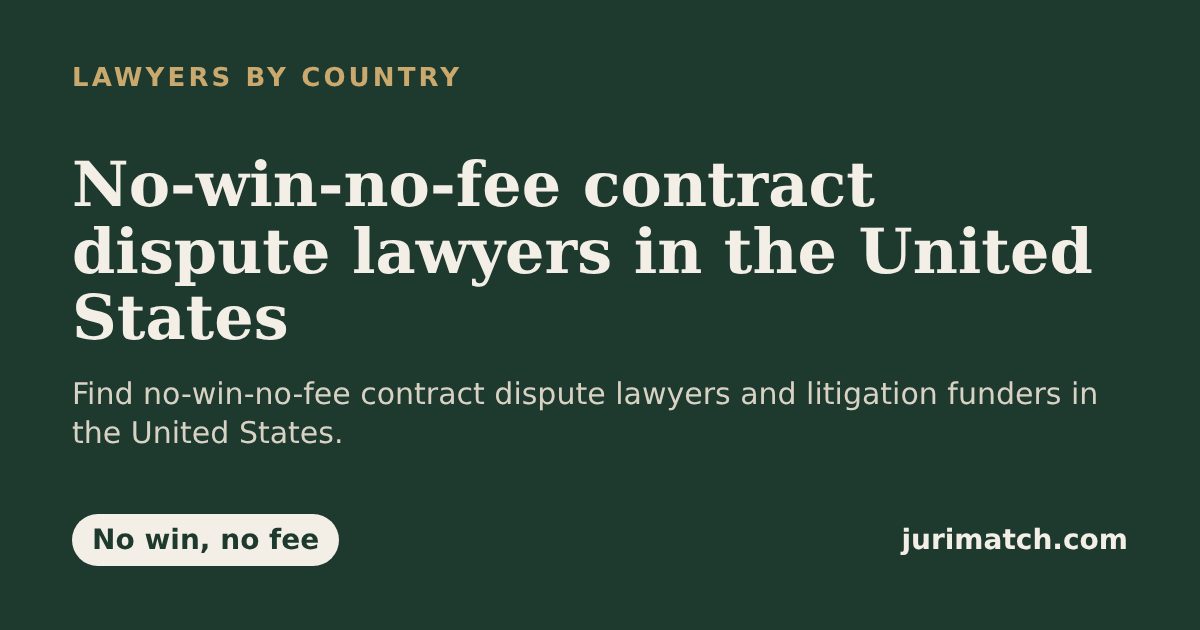 LAWYERS BY COUNTRY
No-win-no-fee contract
dispute lawyers in the United
States
Find no-win-no-fee contract dispute lawyers and litigation funders in
the United States.
No win, no fee
jurimatch.com